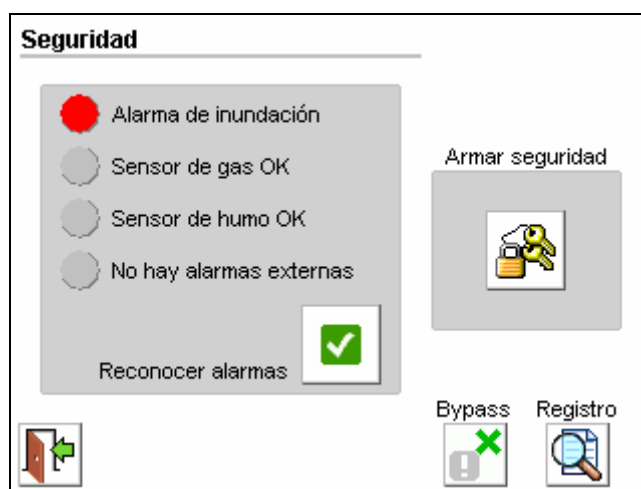 Seguridad
Alarma de inundación
Sensor de gas OK
Sensor de humo OK
No hay alarmas externas
Reconocer alarmas
Armar seguridad
Bypass
Registro